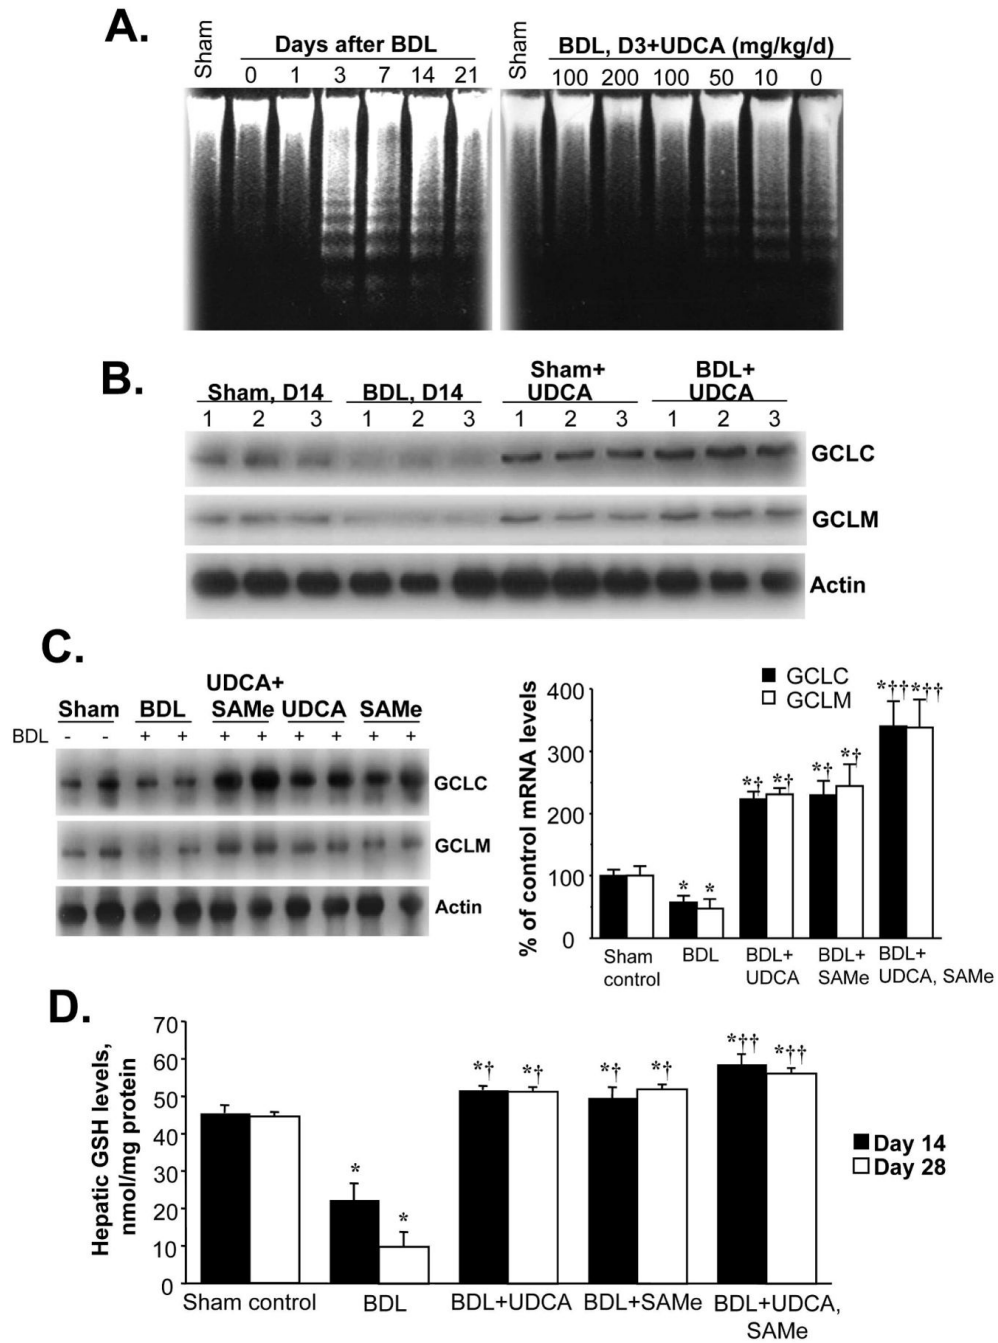 A.
Sham
Days after BDL
0 1 3 7 14 21
Sham
BDL, D3+UDCA (mg/kg/d)
100 200 100 50 10 0
B.
Sham, D14 BDL, D14 Sham+ UDCA BDL+ UDCA
1 2 3 1 2 3 1 2 3 1 2 3
GCLC
GCLM
Actin
C.
Sham BDL UDCA+ SAMe UDCA SAMe
BDL - - + + + + + + + +
GCLC
GCLM
Actin
% of control mRNA levels
400
300
200
100
0
GCLC
GCLM
* *
*† *†
*† *†
*†† *††
Sham control
BDL
BDL+ UDCA
BDL+ SAMe
BDL+ UDCA, SAMe
D.
Hepatic GSH levels,
nmol/mg protein
70
60
50
40
30
20
10
0
* *
*† *†
*† *†
*†† *††
Day 14
Day 28
Sham control
BDL
BDL+UDCA
BDL+SAMe
BDL+UDCA,
SAMe